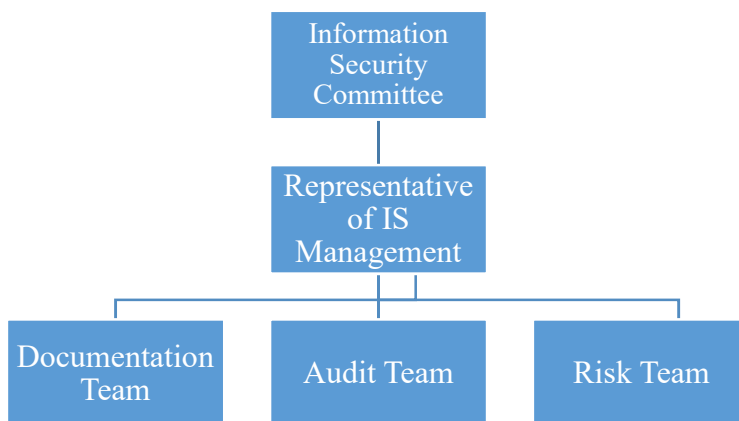 Information
Security
Committee
Representative
of IS
Management
Documentation
Team
Audit Team
Risk Team